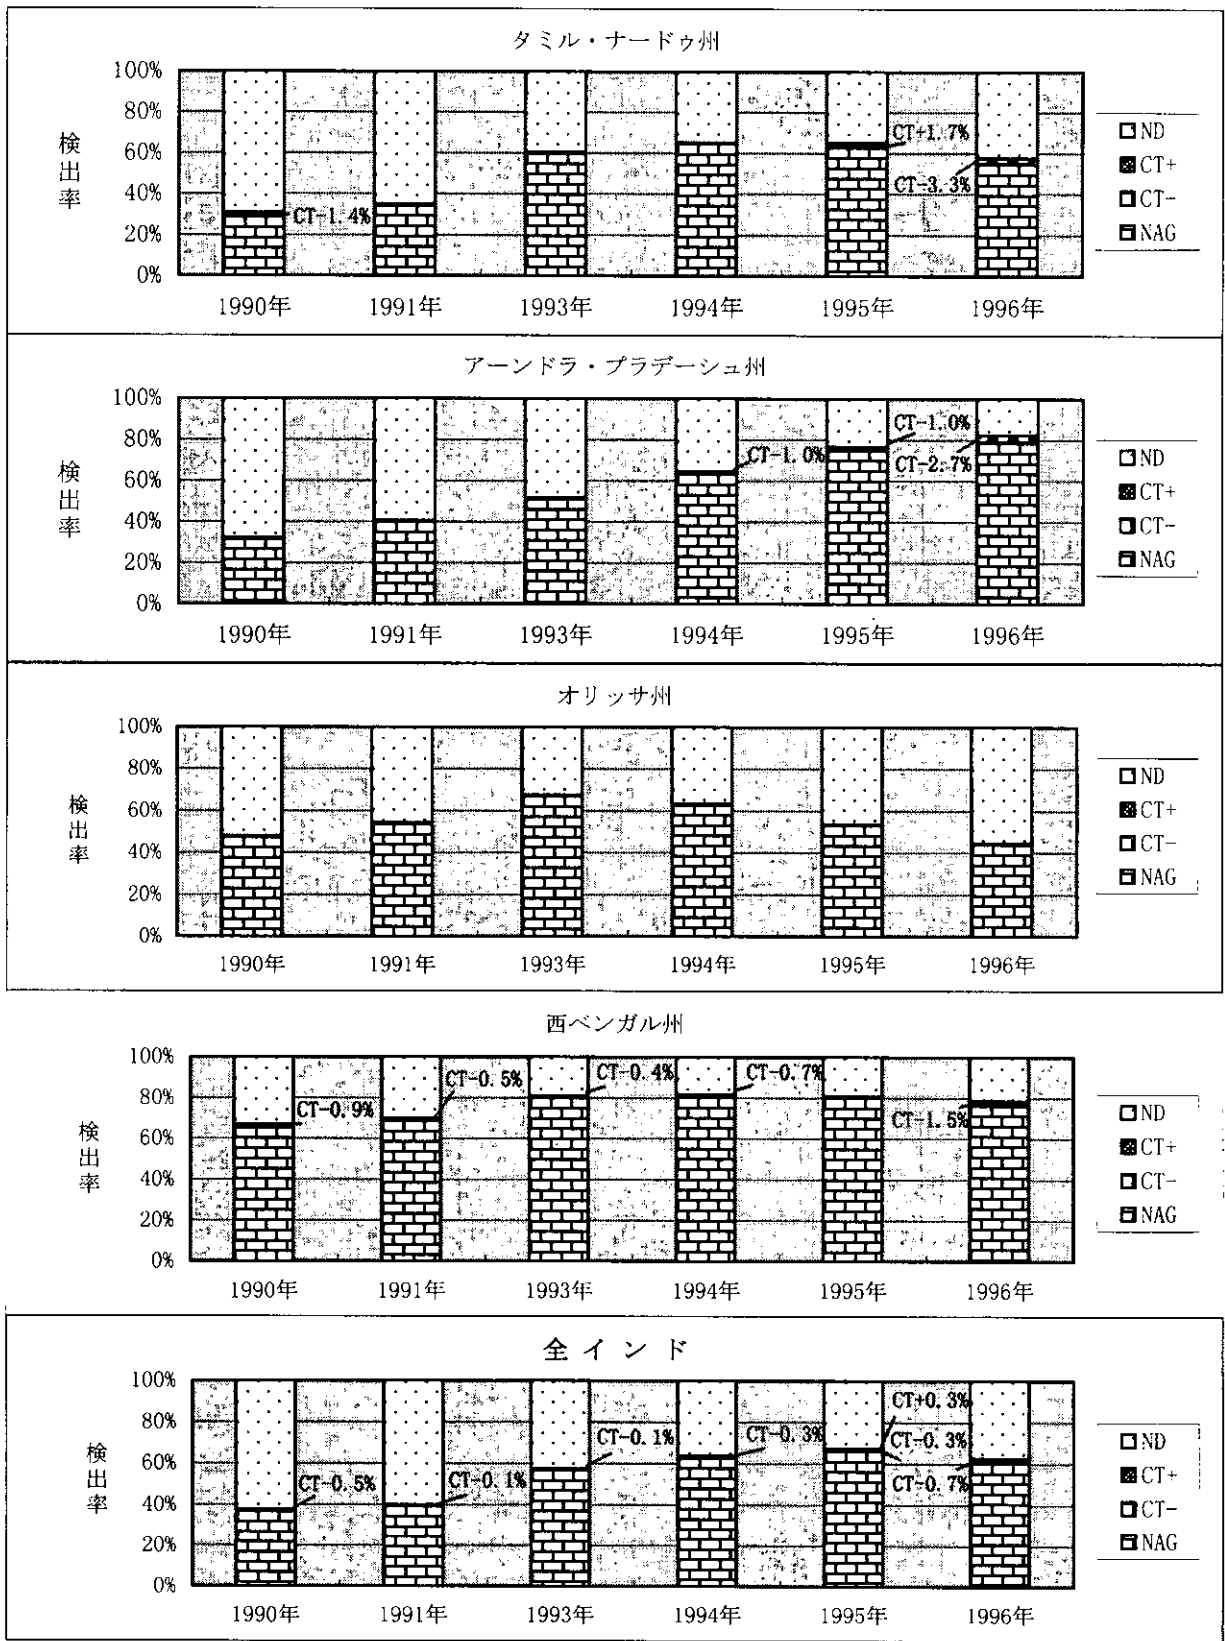 タミル・ナードゥ州
検出率
100%
80%
60%
40%
20%
0%
CT-1.4%
CT+1.7%
CT-3.3%
1990年 1991年 1993年 1994年 1995年 1996年
ND
CT+
CT-
NAG
アーンドラ・プラデーシュ州
検出率
100%
80%
60%
40%
20%
0%
CT-1.0%
CT-1.0%
CT-2.7%
1990年 1991年 1993年 1994年 1995年 1996年
ND
CT+
CT-
NAG
オリッサ州
検出率
100%
80%
60%
40%
20%
0%
1990年 1991年 1993年 1994年 1995年 1996年
ND
CT+
CT-
NAG
西ベンガル州
検出率
100%
80%
60%
40%
20%
0%
CT-0.9%
CT-0.5%
CT-0.4%
CT-0.7%
CT-1.5%
1990年 1991年 1993年 1994年 1995年 1996年
ND
CT+
CT-
NAG
全インド
検出率
100%
80%
60%
40%
20%
0%
CT-0.5%
CT-0.1%
CT-0.1%
CT-0.3%
CT+0.3%
CT-0.3%
CT-0.7%
1990年 1991年 1993年 1994年 1995年 1996年
ND
CT+
CT-
NAG